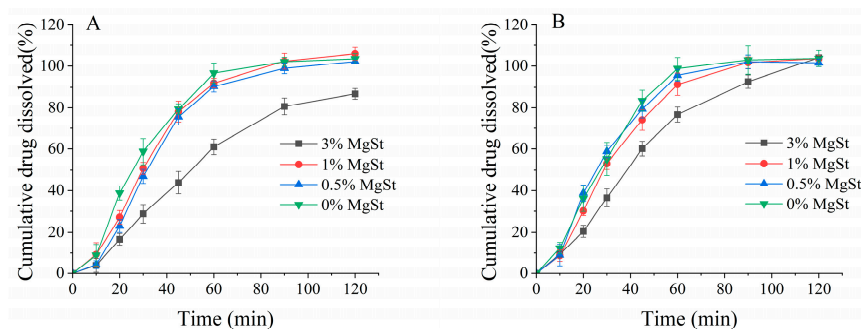 A
Cumulative drug dissolved(%)
120
100
80
60
40
20
0
3% MgSt
1% MgSt
0.5% MgSt
0% MgSt
0 20 40 60 80 100 120
Time (min)
B
Cumulative drug dissolved(%)
120
100
80
60
40
20
0
3% MgSt
1% MgSt
0.5% MgSt
0% MgSt
0 20 40 60 80 100 120
Time (min)